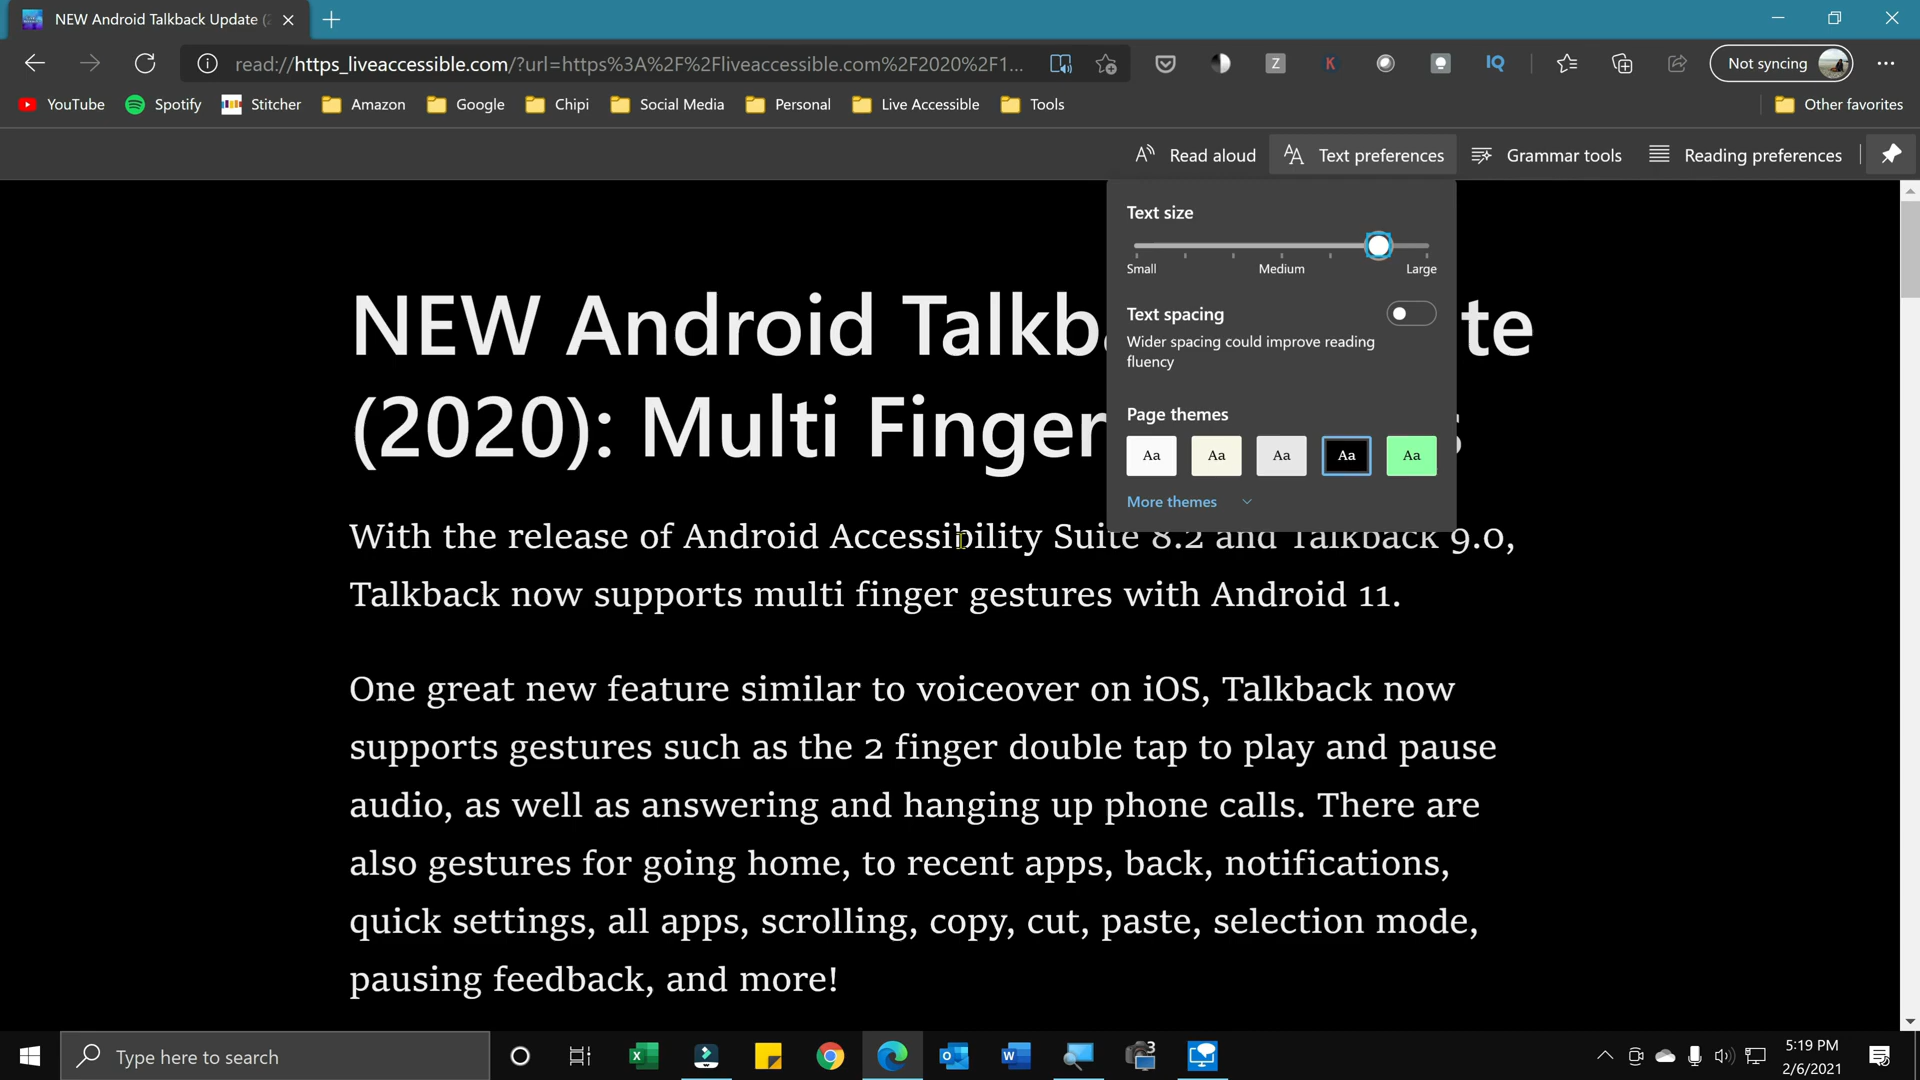 NEW Android Talkback Update (2
read://https_liveaccessible.com/?url=https%3A%2F%2Fliveaccessible.com%2F2020%2F1...
Z
K
IQ
Not syncing
YouTube
Spotify
Stitcher
Amazon
Google
Chipi
Social Media
Personal
Live Accessible
Tools
Other favorites
Read aloud
Text preferences
Grammar tools
Reading preferences
Text size
Small
Medium
Large
Text spacing
Wider spacing could improve reading
fluency
Page themes
Aa
Aa
Aa
Aa
Aa
More themes
NEW Android Talkb te
(2020): Multi Finger
With the release of Android Accessibility Suite 8.2 and Talkback 9.0,
Talkback now supports multi finger gestures with Android 11.
One great new feature similar to voiceover on iOS, Talkback now
supports gestures such as the 2 finger double tap to play and pause
audio, as well as answering and hanging up phone calls. There are
also gestures for going home, to recent apps, back, notifications,
quick settings, all apps, scrolling, copy, cut, paste, selection mode,
pausing feedback, and more!
Type here to search
3
5:19 PM
2/6/2021